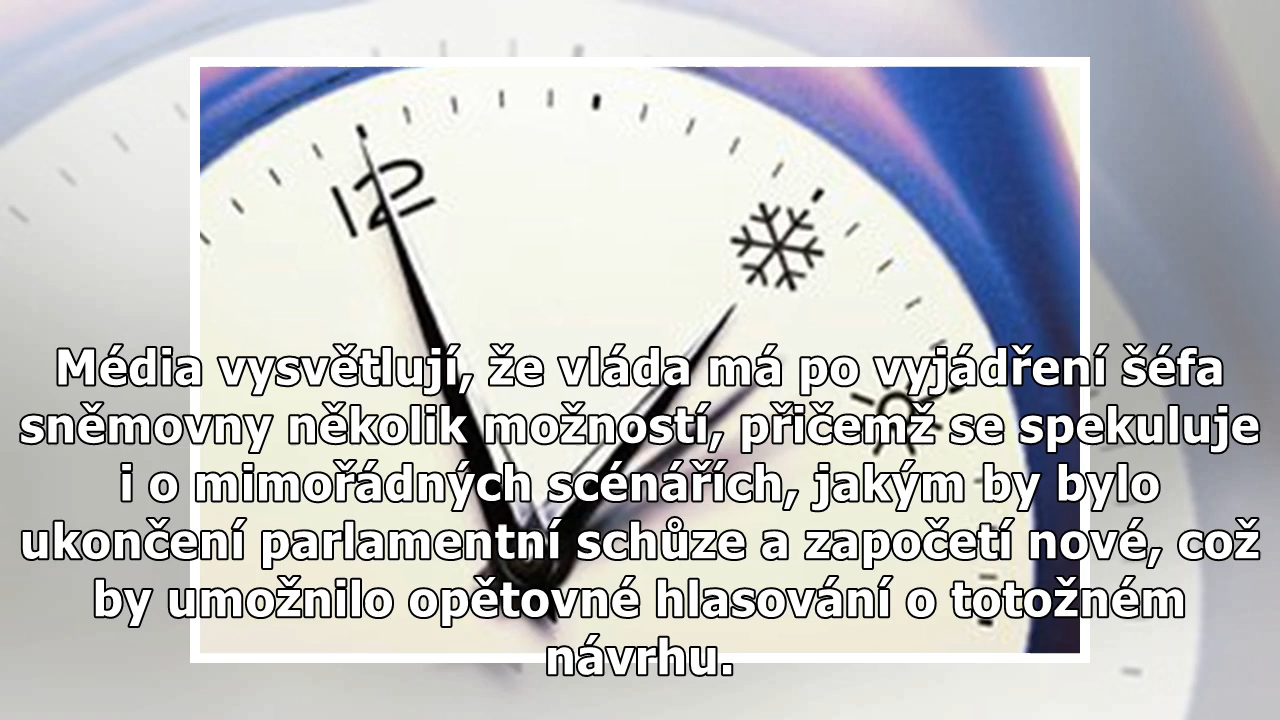 12
Média vysvětlují, že vláda má po vyjádření šéfa
sněmovny několik možností, přičemž se spekuluje
i o mimořádných scénářích, jakým by bylo
ukončení parlamentní schůze a započetí nové, což
by umožnilo opětovné hlasování o totožném
návrhu.